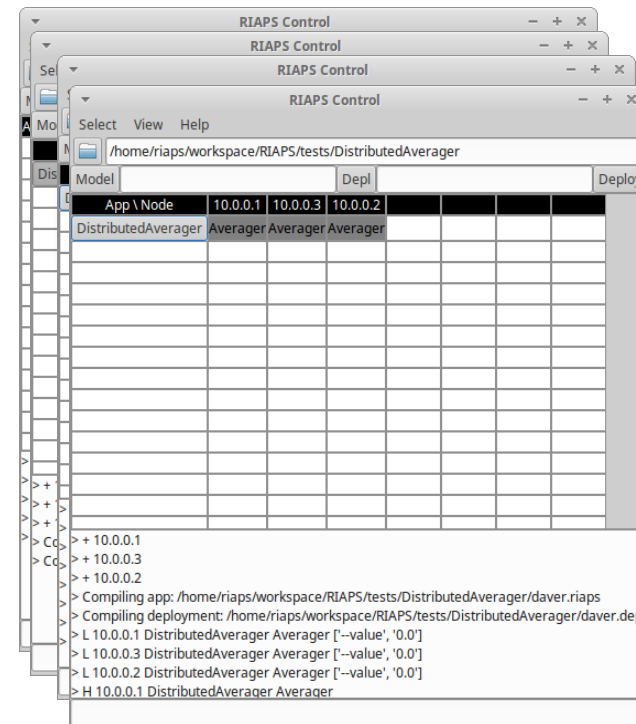 RIAPS Control
RIAPS Control
Sel
RIAPS Control
Mo
Dis
RIAPS Control
Select View Help
/home/riaps/workspace/RIAPS/tests/DistributedAverager
Model Depl Deploy
App \ Node 10.0.0.1 10.0.0.3 10.0.0.2
DistributedAverager Averager Averager Averager
> + 10.0.0.1
> + 10.0.0.3
> + 10.0.0.2
> Compiling app: /home/riaps/workspace/RIAPS/tests/DistributedAverager/daver.riaps
> Compiling deployment: /home/riaps/workspace/RIAPS/tests/DistributedAverager/daver.de
> L 10.0.0.1 DistributedAverager Averager ['--value', '0.0']
> L 10.0.0.3 DistributedAverager Averager ['--value', '0.0']
> L 10.0.0.2 DistributedAverager Averager ['--value', '0.0']
> H 10.0.0.1 DistributedAverager Averager